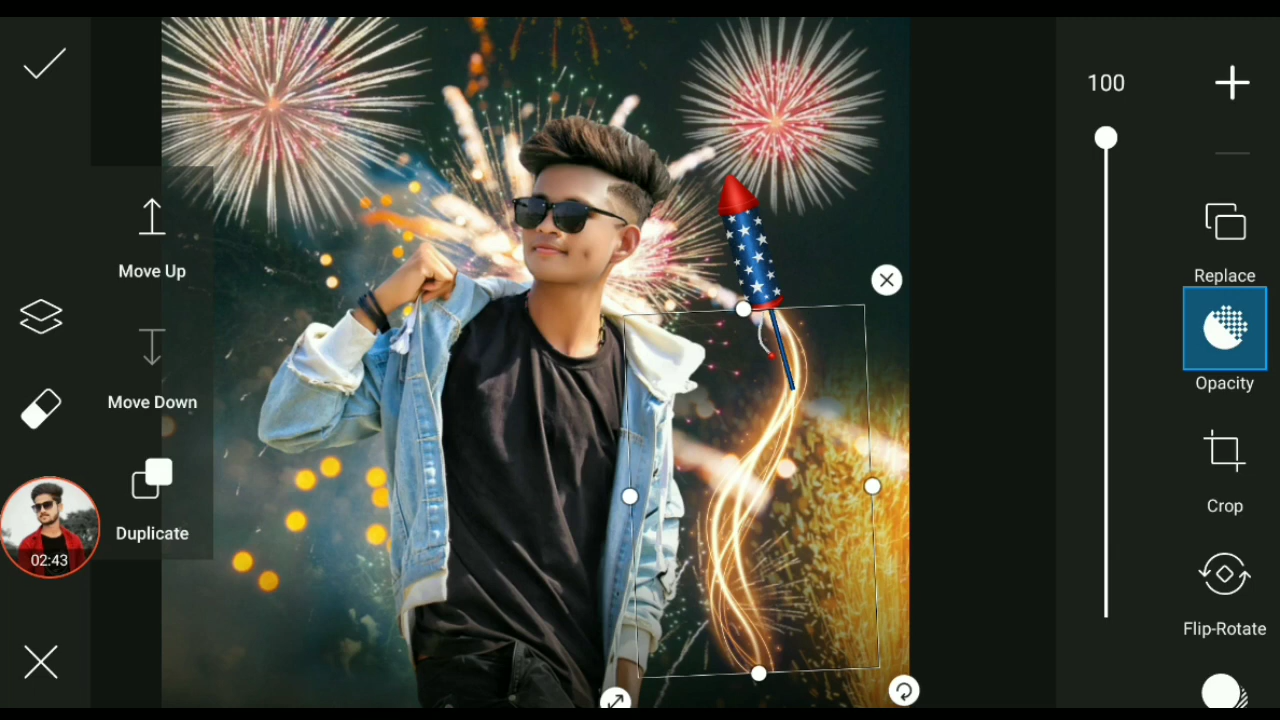 Move Up
Move Down
Duplicate
02:43
100
Replace
Opacity
Crop
Flip-Rotate